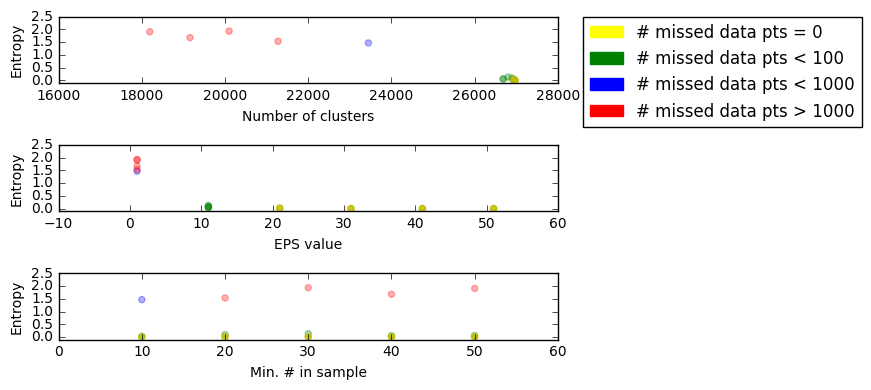 2.5
2.0
1.5
1.0
0.5
0.0
Entropy
16000 18000 20000 22000 24000 26000 28000
Number of clusters
# missed data pts = 0
# missed data pts < 100
# missed data pts < 1000
# missed data pts > 1000
2.5
2.0
1.5
1.0
0.5
0.0
Entropy
−10 0 10 20 30 40 50 60
EPS value
2.5
2.0
1.5
1.0
0.5
0.0
Entropy
0 10 20 30 40 50 60
Min. # in sample